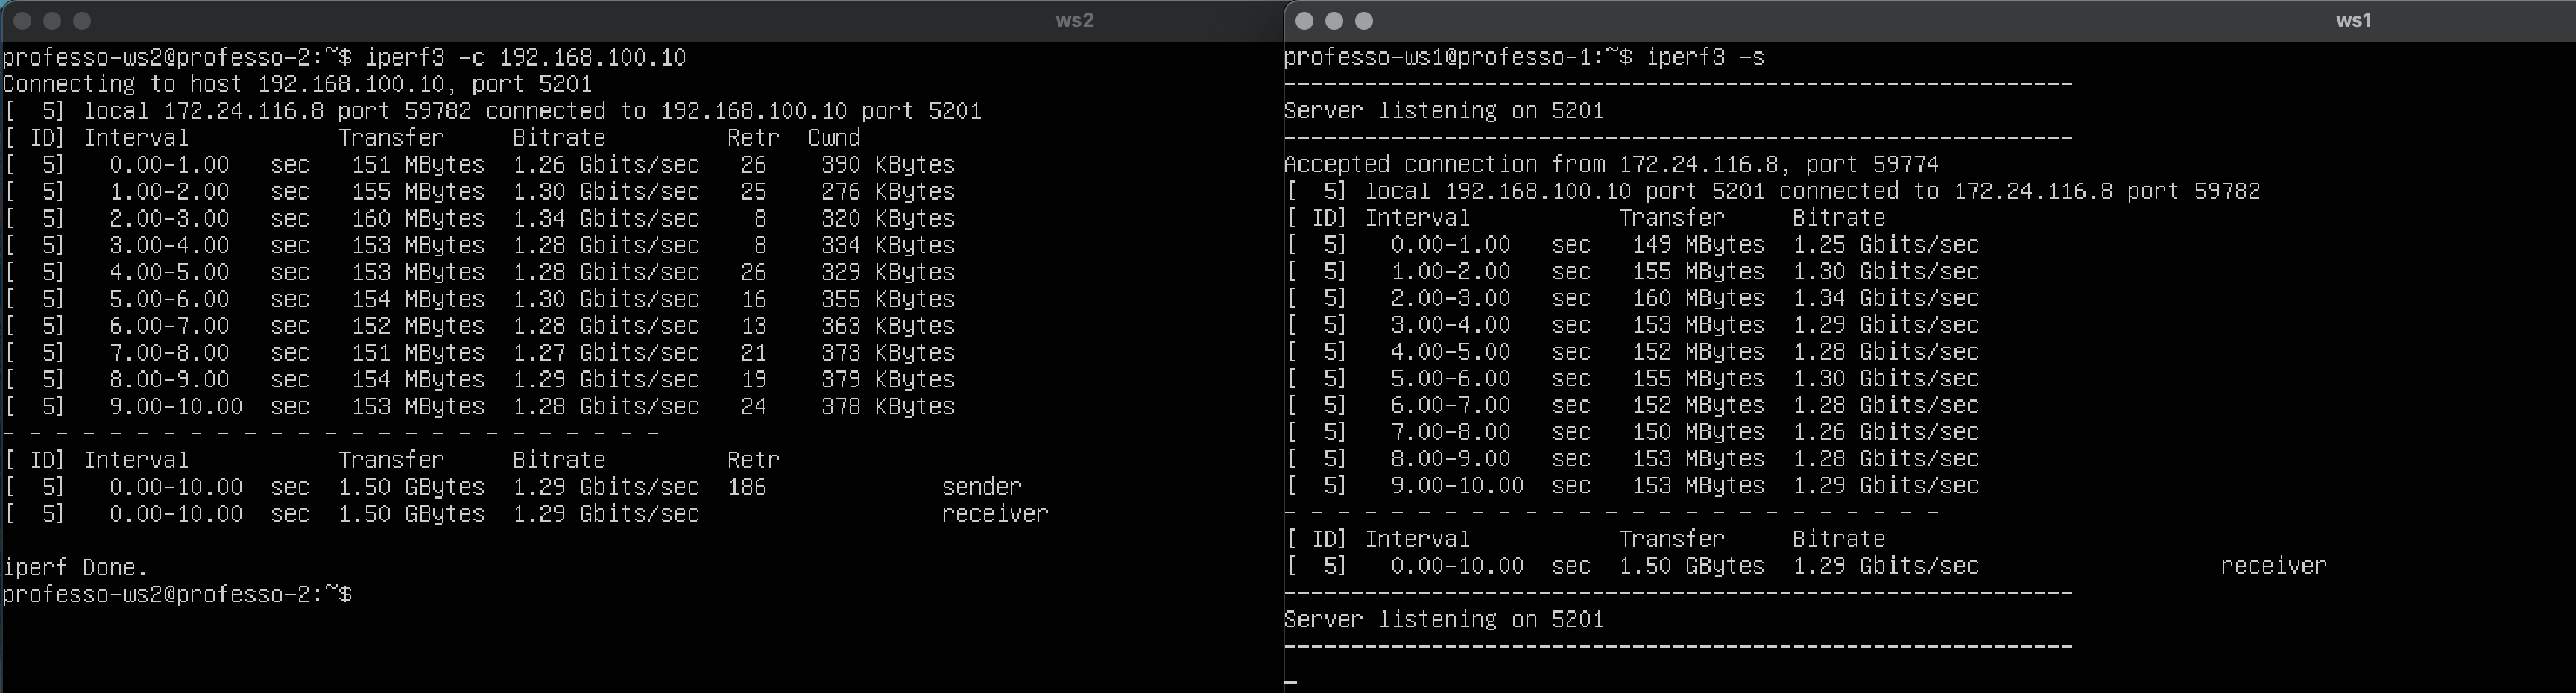 ws2
professo-ws2@professo-2:~$ iperf3 -c 192.168.100.10
Connecting to host 192.168.100.10, port 5201
[  5] local 172.24.116.8 port 59782 connected to 192.168.100.10 port 5201
[ ID] Interval           Transfer     Bitrate         Retr  Cwnd
[  5]   0.00-1.00   sec   151 MBytes  1.26 Gbits/sec   26    390 KBytes
[  5]   1.00-2.00   sec   155 MBytes  1.30 Gbits/sec   25    276 KBytes
[  5]   2.00-3.00   sec   160 MBytes  1.34 Gbits/sec    8    320 KBytes
[  5]   3.00-4.00   sec   153 MBytes  1.28 Gbits/sec    8    334 KBytes
[  5]   4.00-5.00   sec   153 MBytes  1.28 Gbits/sec   26    329 KBytes
[  5]   5.00-6.00   sec   154 MBytes  1.30 Gbits/sec   16    355 KBytes
[  5]   6.00-7.00   sec   152 MBytes  1.28 Gbits/sec   13    363 KBytes
[  5]   7.00-8.00   sec   151 MBytes  1.27 Gbits/sec   21    373 KBytes
[  5]   8.00-9.00   sec   154 MBytes  1.29 Gbits/sec   19    379 KBytes
[  5]   9.00-10.00  sec   153 MBytes  1.28 Gbits/sec   24    378 KBytes
- - - - - - - - - - - - - - - - - - - - - - - - -
[ ID] Interval           Transfer     Bitrate         Retr
[  5]   0.00-10.00  sec  1.50 GBytes  1.29 Gbits/sec  186             sender
[  5]   0.00-10.00  sec  1.50 GBytes  1.29 Gbits/sec                  receiver
iperf Done.
professo-ws2@professo-2:~$
ws1
professo-ws1@professo-1:~$ iperf3 -s
-----------------------------------------------------------
Server listening on 5201
-----------------------------------------------------------
Accepted connection from 172.24.116.8, port 59774
[  5] local 192.168.100.10 port 5201 connected to 172.24.116.8 port 59782
[ ID] Interval           Transfer     Bitrate
[  5]   0.00-1.00   sec   149 MBytes  1.25 Gbits/sec
[  5]   1.00-2.00   sec   155 MBytes  1.30 Gbits/sec
[  5]   2.00-3.00   sec   160 MBytes  1.34 Gbits/sec
[  5]   3.00-4.00   sec   153 MBytes  1.29 Gbits/sec
[  5]   4.00-5.00   sec   152 MBytes  1.28 Gbits/sec
[  5]   5.00-6.00   sec   155 MBytes  1.30 Gbits/sec
[  5]   6.00-7.00   sec   152 MBytes  1.28 Gbits/sec
[  5]   7.00-8.00   sec   150 MBytes  1.26 Gbits/sec
[  5]   8.00-9.00   sec   153 MBytes  1.28 Gbits/sec
[  5]   9.00-10.00  sec   153 MBytes  1.29 Gbits/sec
- - - - - - - - - - - - - - - - - - - - - - - - -
[ ID] Interval           Transfer     Bitrate
[  5]   0.00-10.00  sec  1.50 GBytes  1.29 Gbits/sec                  receiver
-----------------------------------------------------------
Server listening on 5201
-----------------------------------------------------------